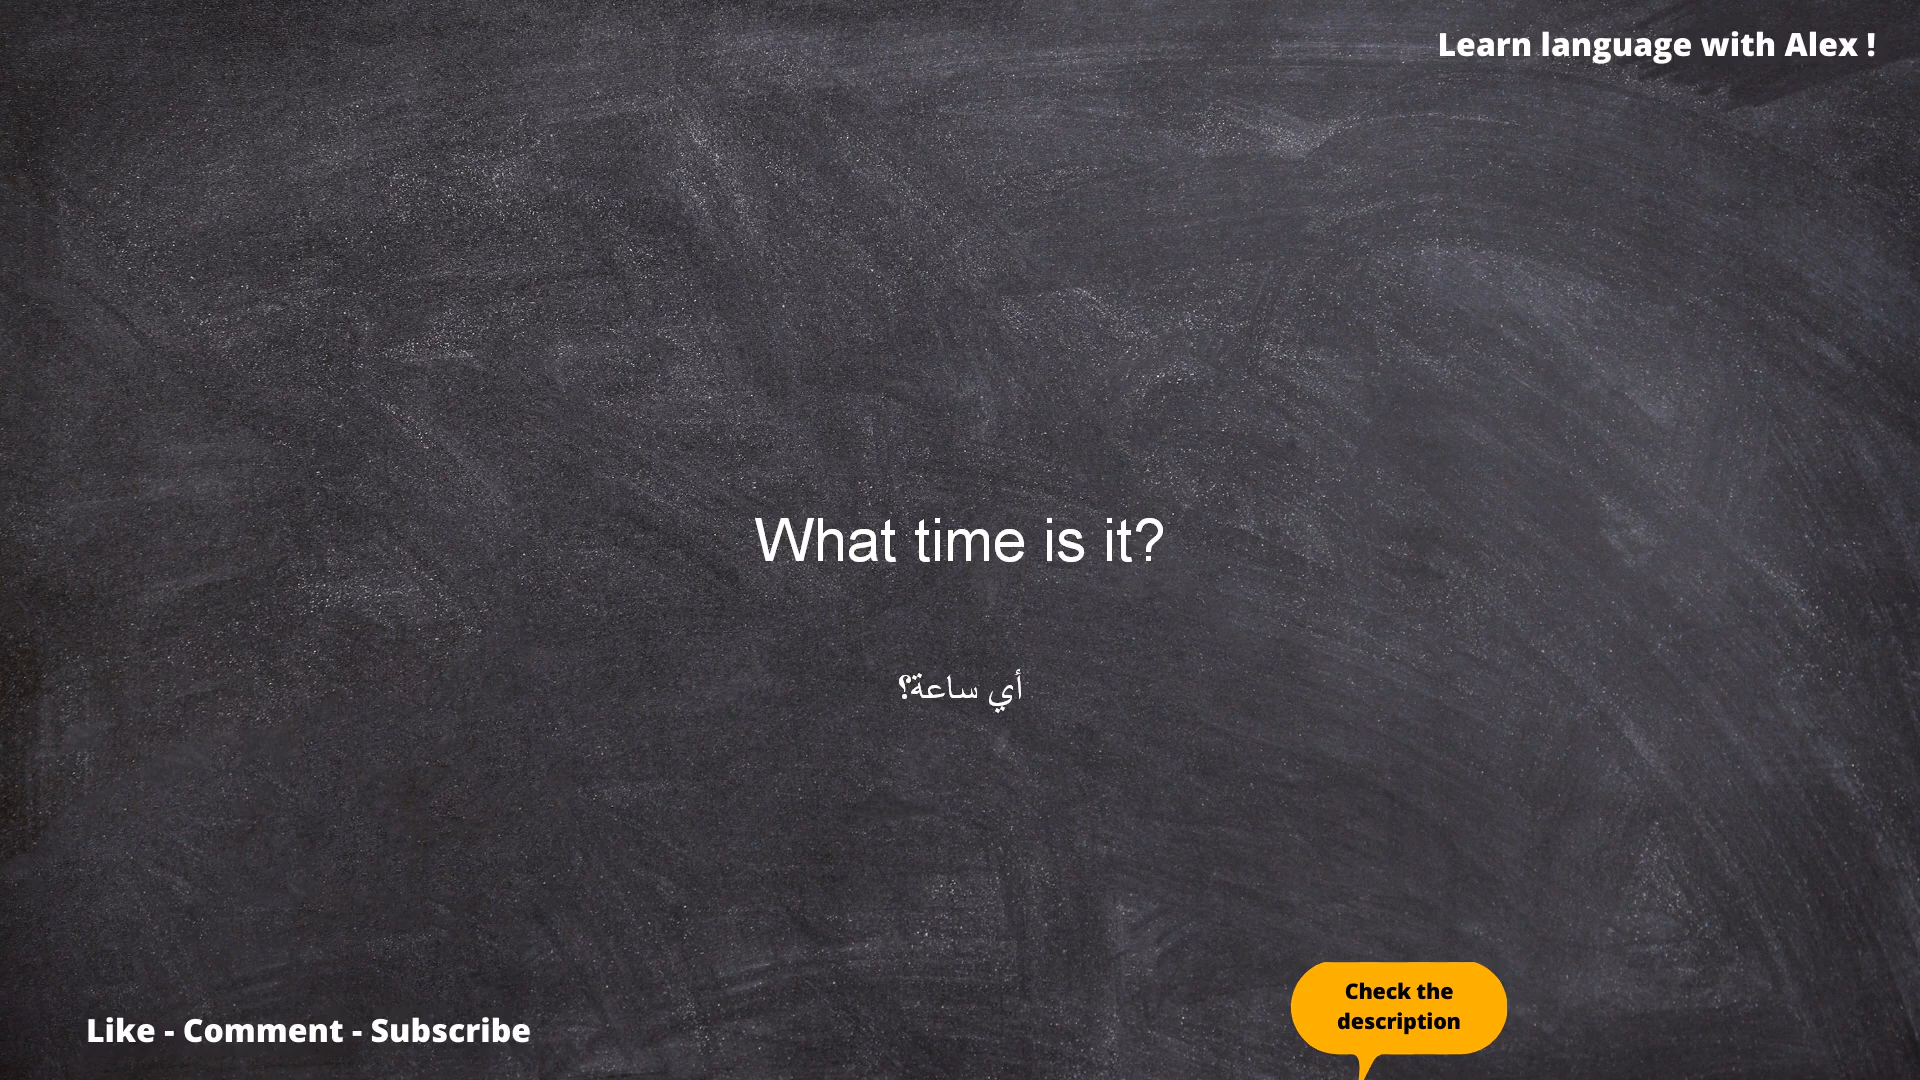 Learn language with Alex !
What time is it?
أي ساعة؟
Check the
description
Like - Comment - Subscribe